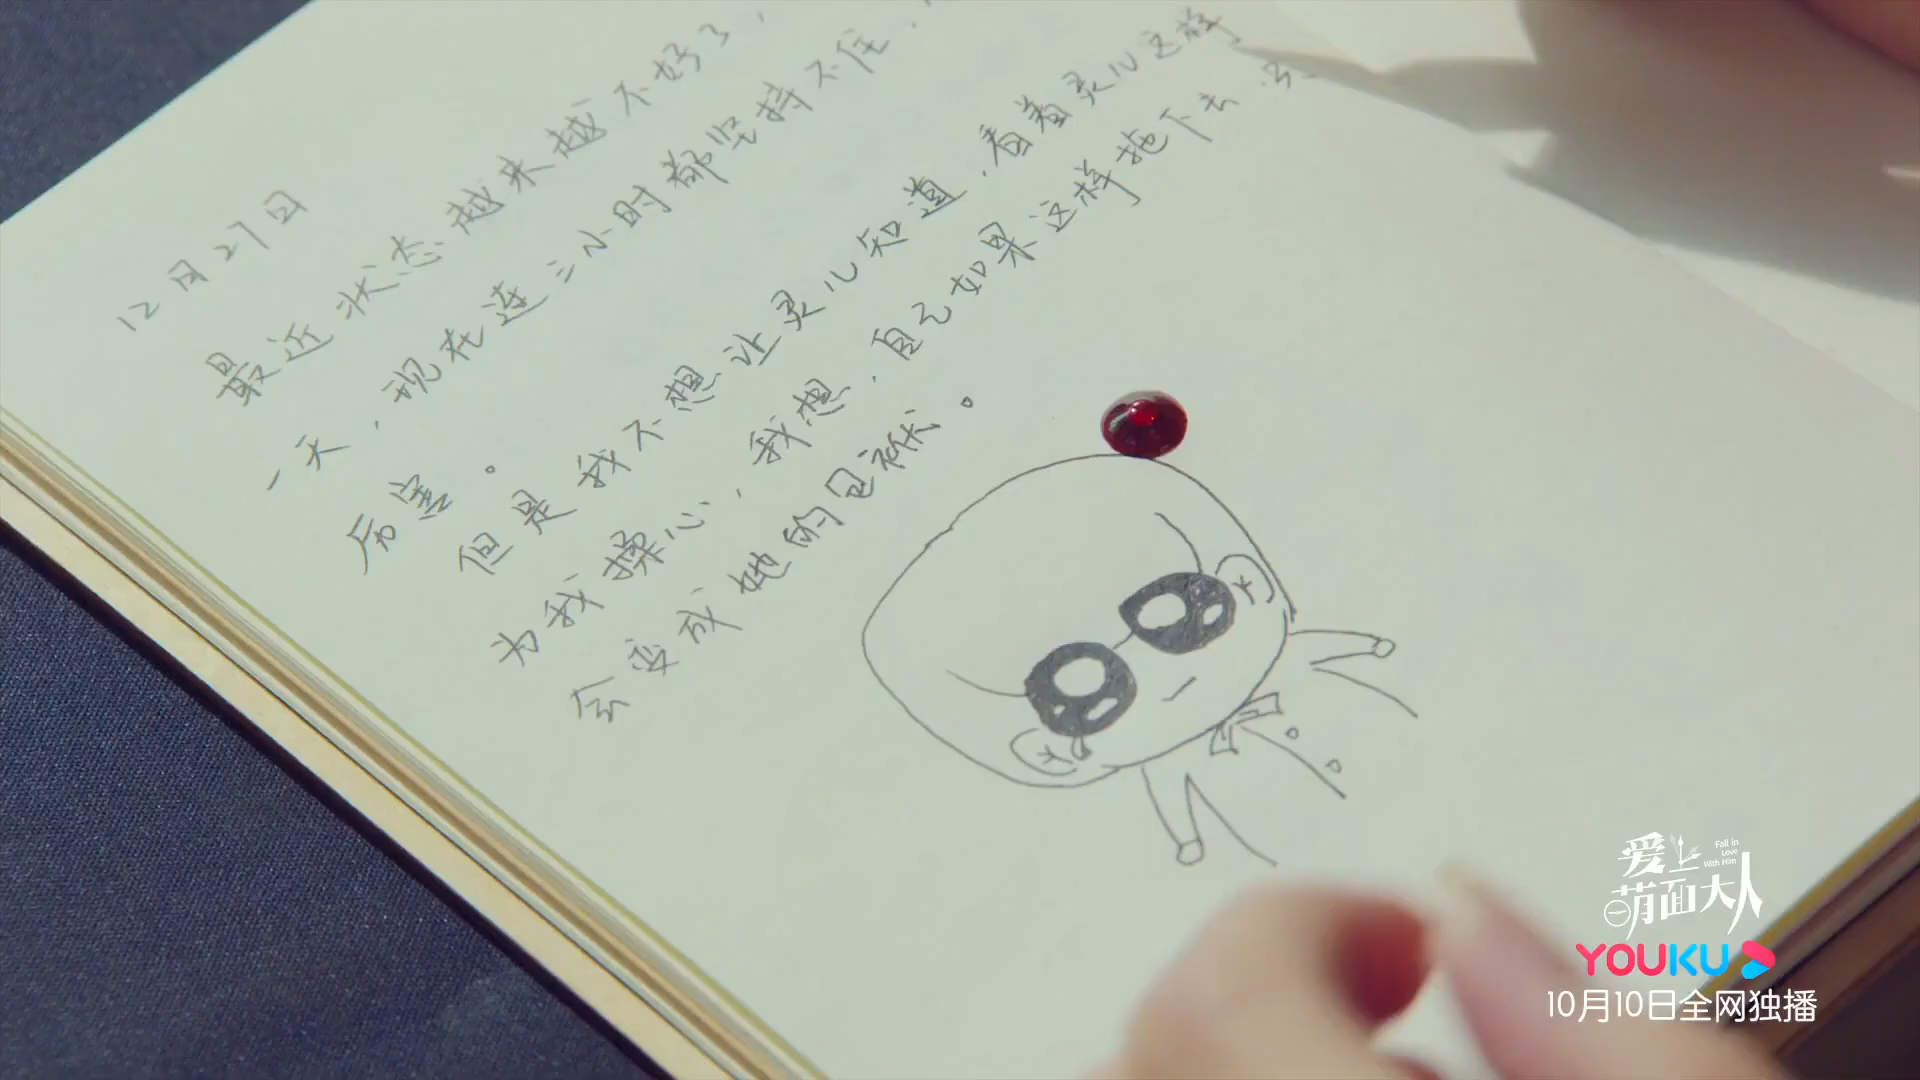 12月27日
最近状态越来越不好了，
一天，现在连三小时都坚持不住，
厉害。
但是我不想让灵儿知道，看着灵儿这样
为我操心，我想，自己如果这样拖下去
会变成她的包袱。
爱上萌面大人
Fall in
Love
With Him
YOUKU
10月10日全网独播